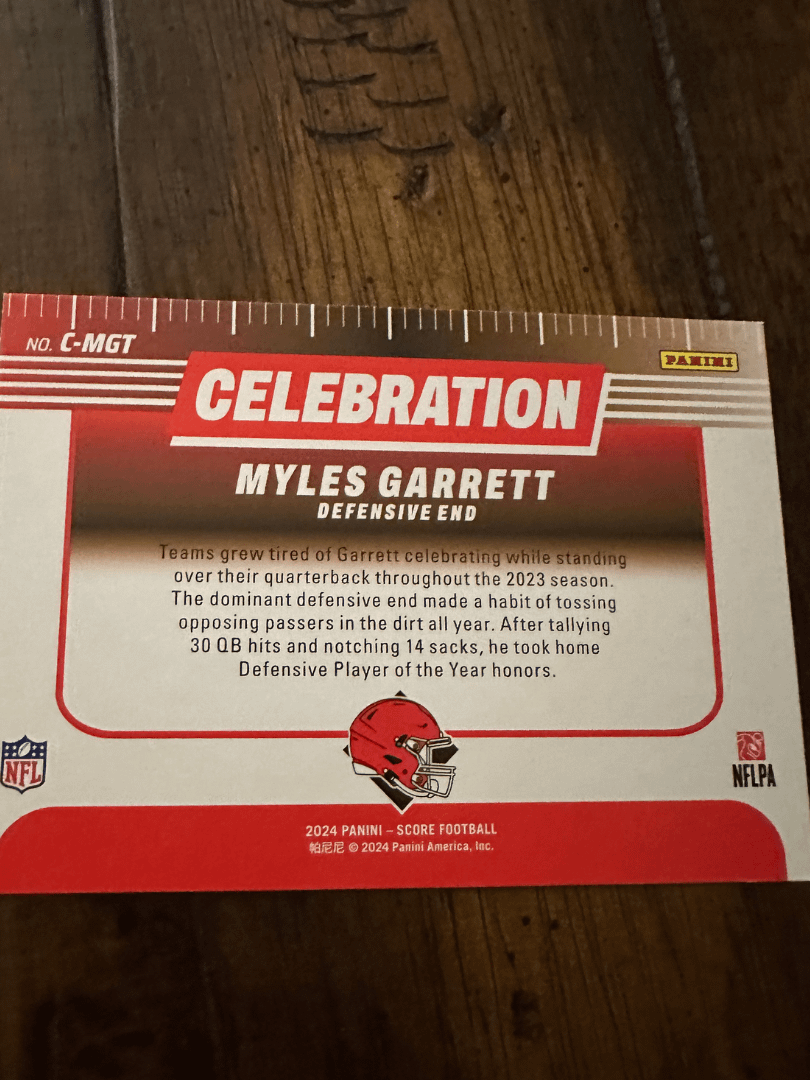 NO. C-MGT
PANINI
CELEBRATION
MYLES GARRETT
DEFENSIVE END
Teams grew tired of Garrett celebrating while standing
over their quarterback throughout the 2023 season.
The dominant defensive end made a habit of tossing
opposing passers in the dirt all year. After tallying
30 QB hits and notching 14 sacks, he took home
Defensive Player of the Year honors.
NFL
NFLPA
2024 PANINI – SCORE FOOTBALL
帕尼尼 © 2024 Panini America, Inc.